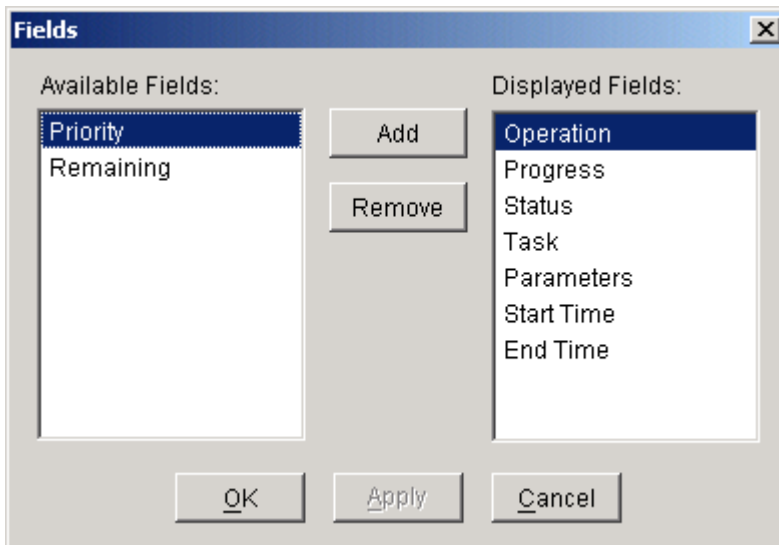 Fields
Available Fields:
Priority
Remaining
Add
Remove
Displayed Fields:
Operation
Progress
Status
Task
Parameters
Start Time
End Time
OK
Apply
Cancel